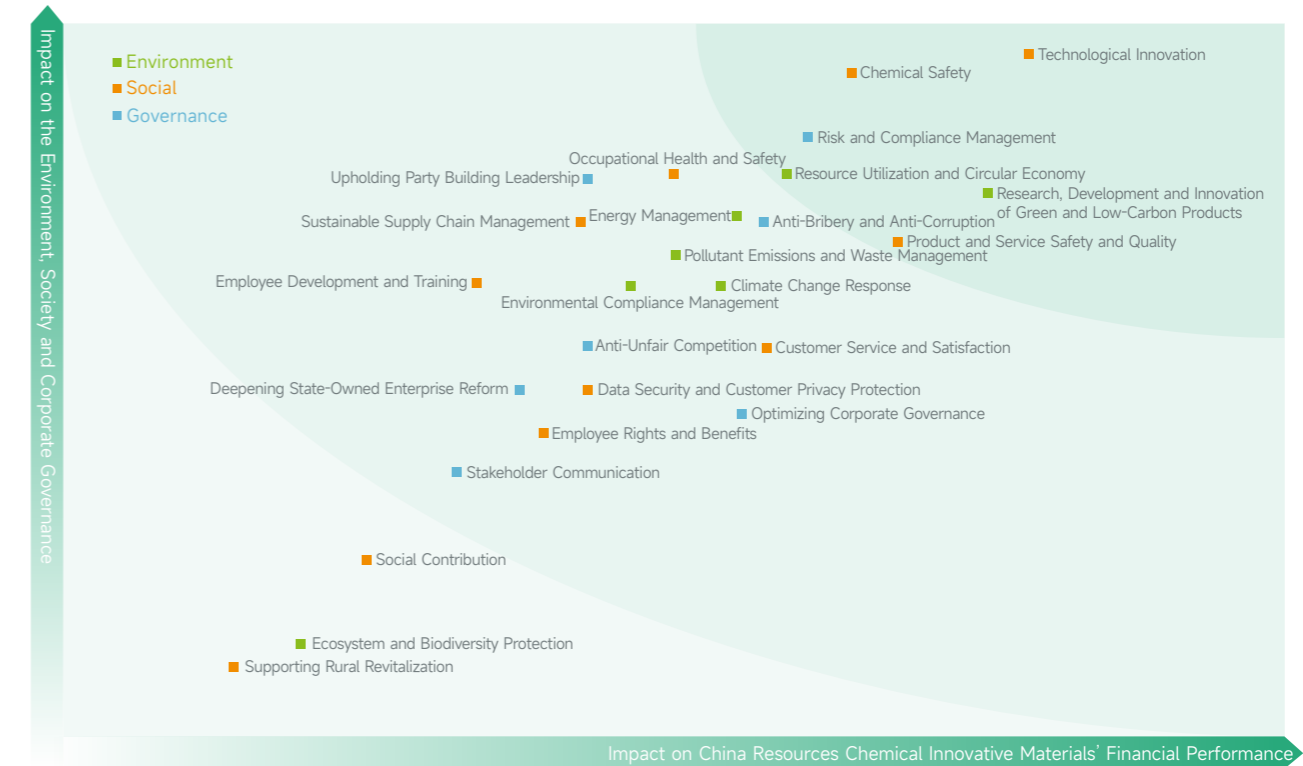 Impact on the Environment, Society and Corporate Governance
Environment
Social
Governance
Technological Innovation
Chemical Safety
Risk and Compliance Management
Occupational Health and Safety
Upholding Party Building Leadership
Resource Utilization and Circular Economy
Research, Development and Innovation
of Green and Low-Carbon Products
Sustainable Supply Chain Management
Energy Management
Anti-Bribery and Anti-Corruption
Product and Service Safety and Quality
Pollutant Emissions and Waste Management
Employee Development and Training
Climate Change Response
Environmental Compliance Management
Anti-Unfair Competition
Customer Service and Satisfaction
Deepening State-Owned Enterprise Reform
Data Security and Customer Privacy Protection
Optimizing Corporate Governance
Employee Rights and Benefits
Stakeholder Communication
Social Contribution
Ecosystem and Biodiversity Protection
Supporting Rural Revitalization
Impact on China Resources Chemical Innovative Materials’ Financial Performance